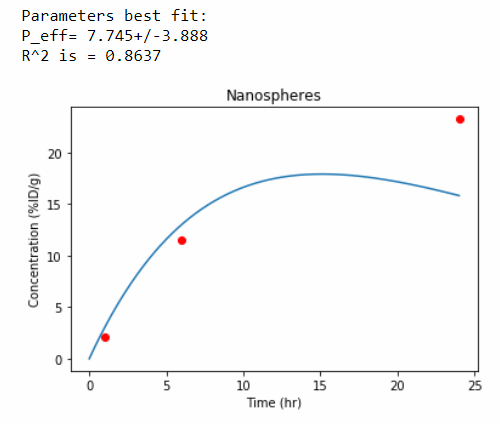 Parameters best fit:
P_eff= 7.745+/-3.888
R^2 is = 0.8637
Nanospheres
Concentration (%ID/g)
20
15
10
5
0
0 5 10 15 20 25
Time (hr)